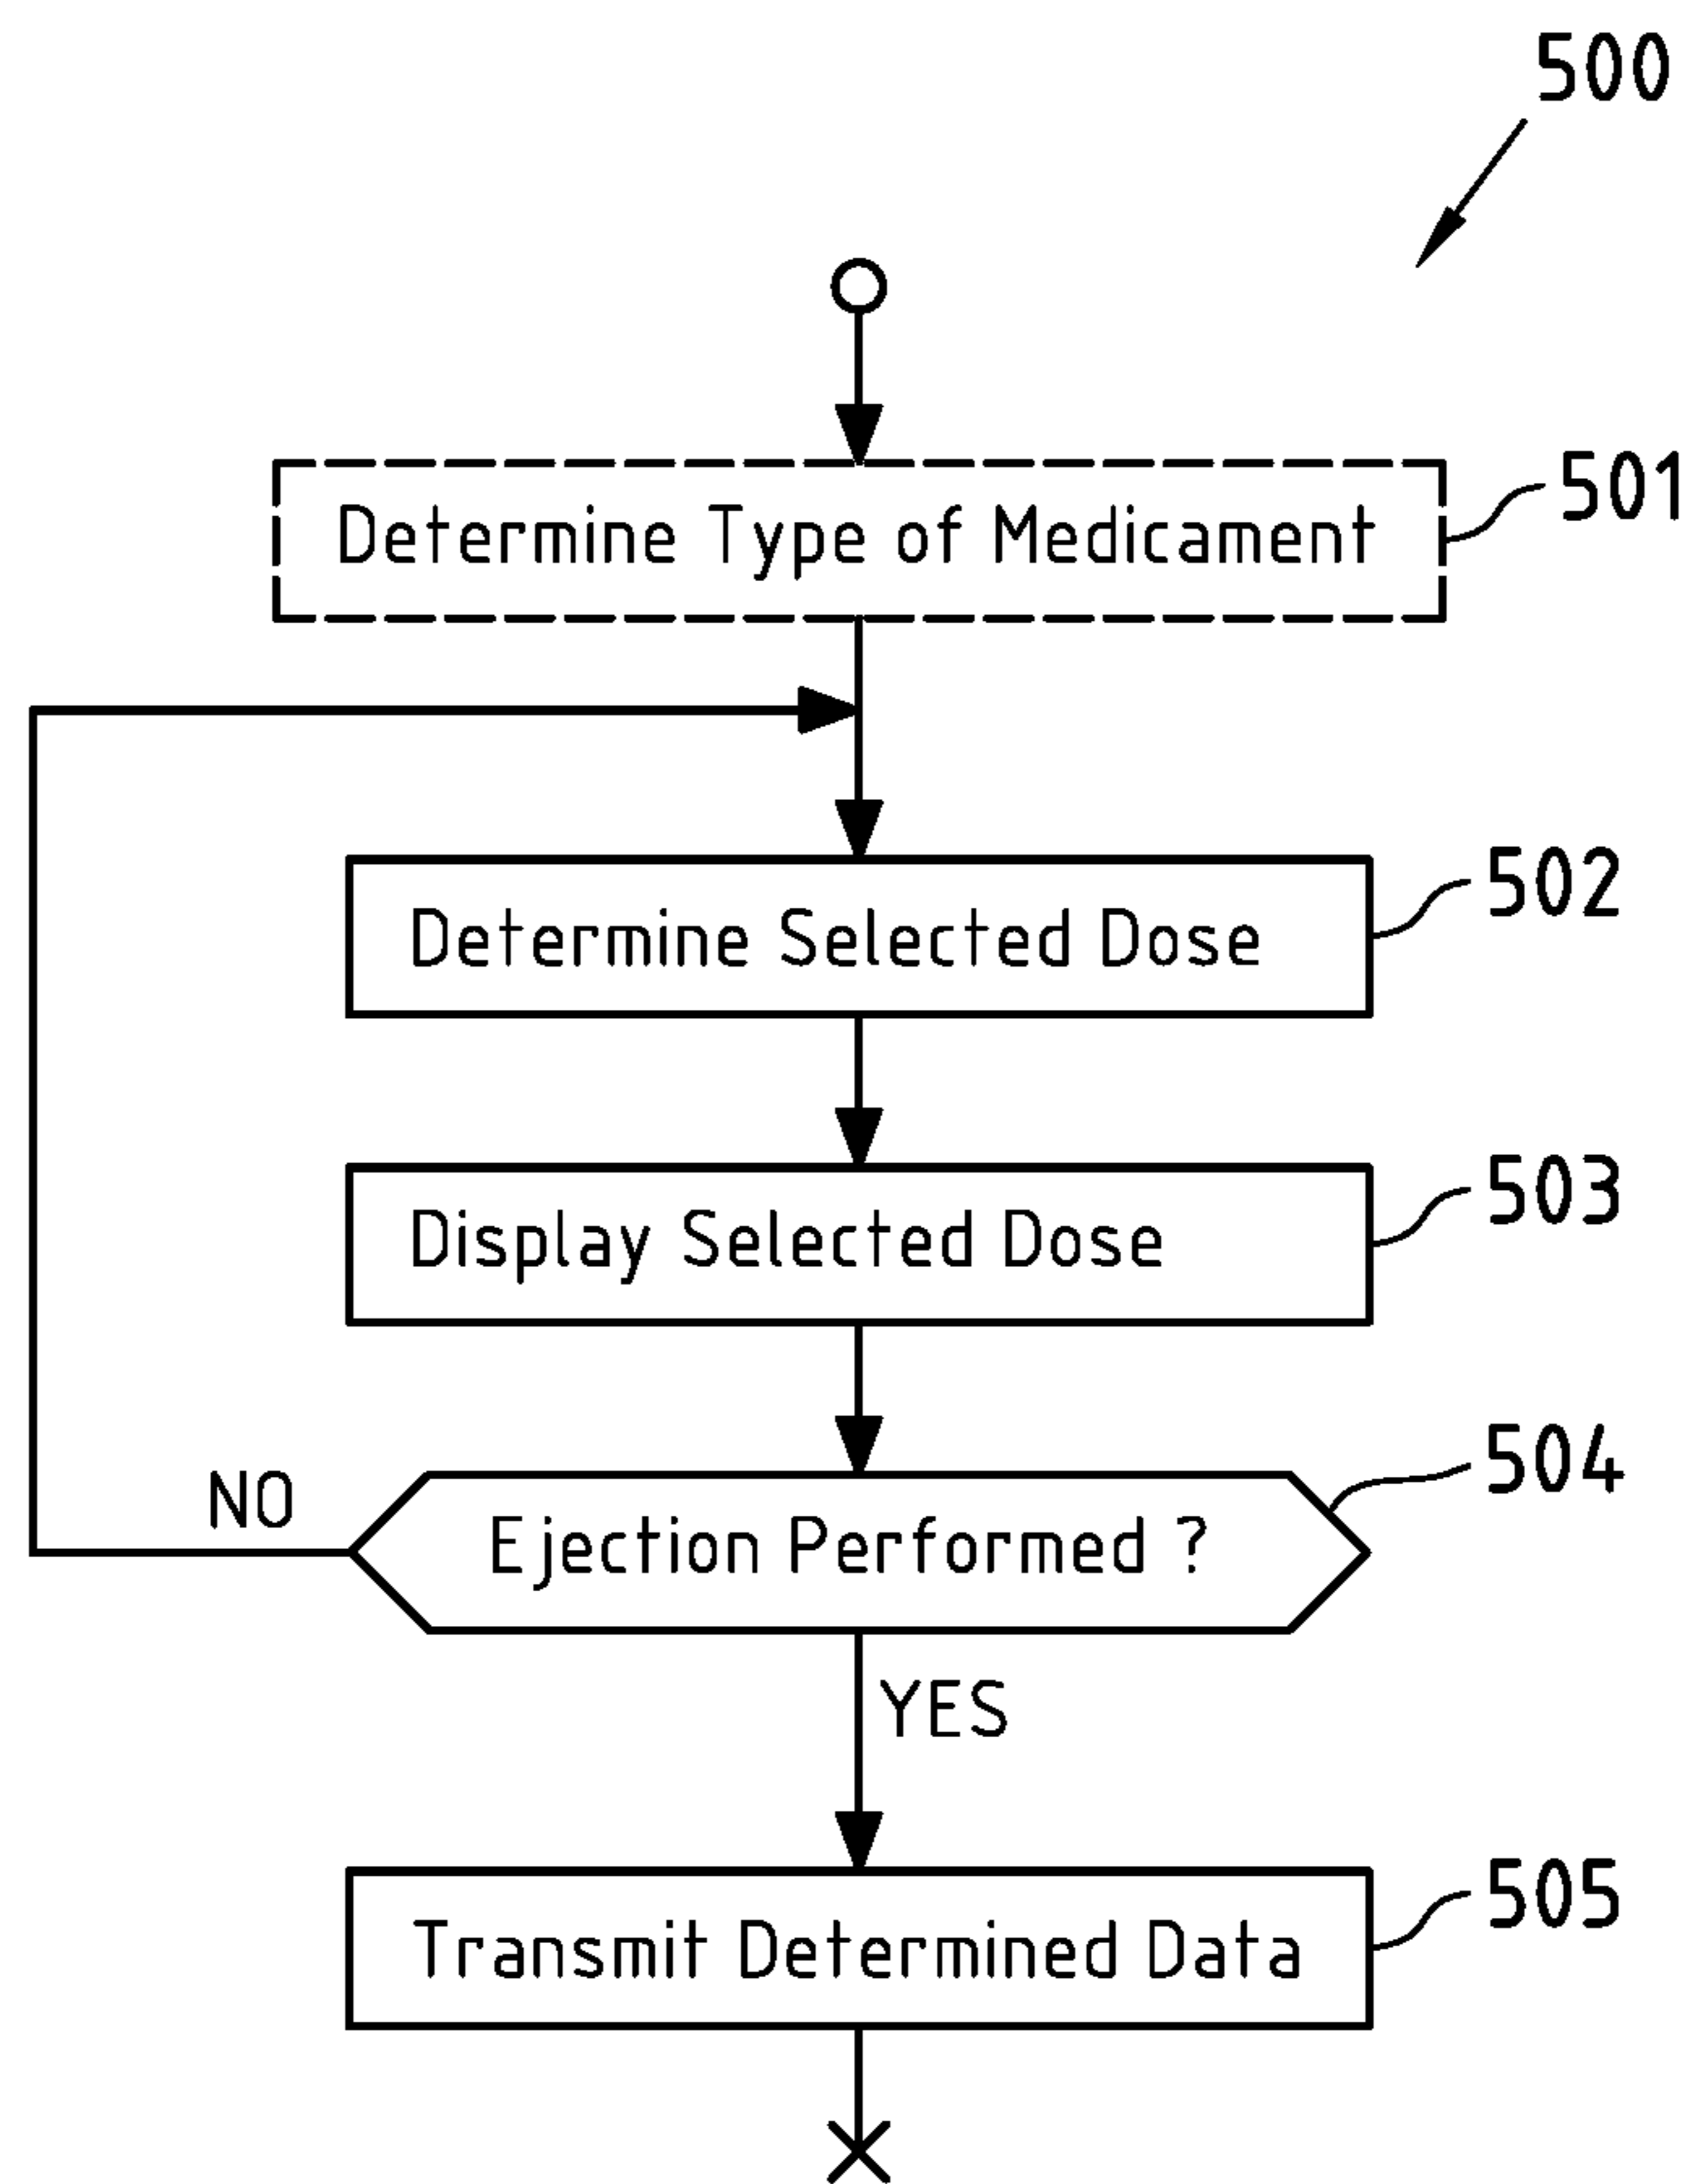 500
Determine Type of Medicament
501
Determine Selected Dose
502
Display Selected Dose
503
Ejection Performed ?
504
NO
YES
Transmit Determined Data
505